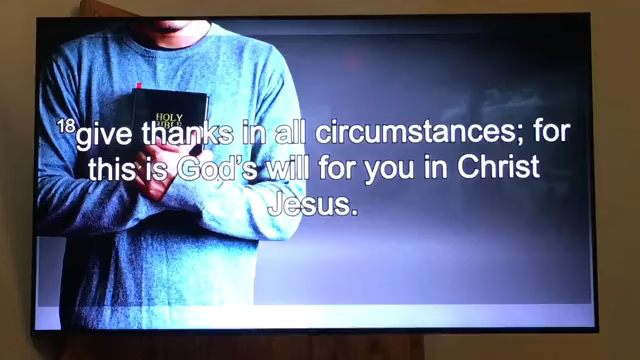 HOLY
BIBLE
18give thanks in all circumstances; for
this is God's will for you in Christ
Jesus.